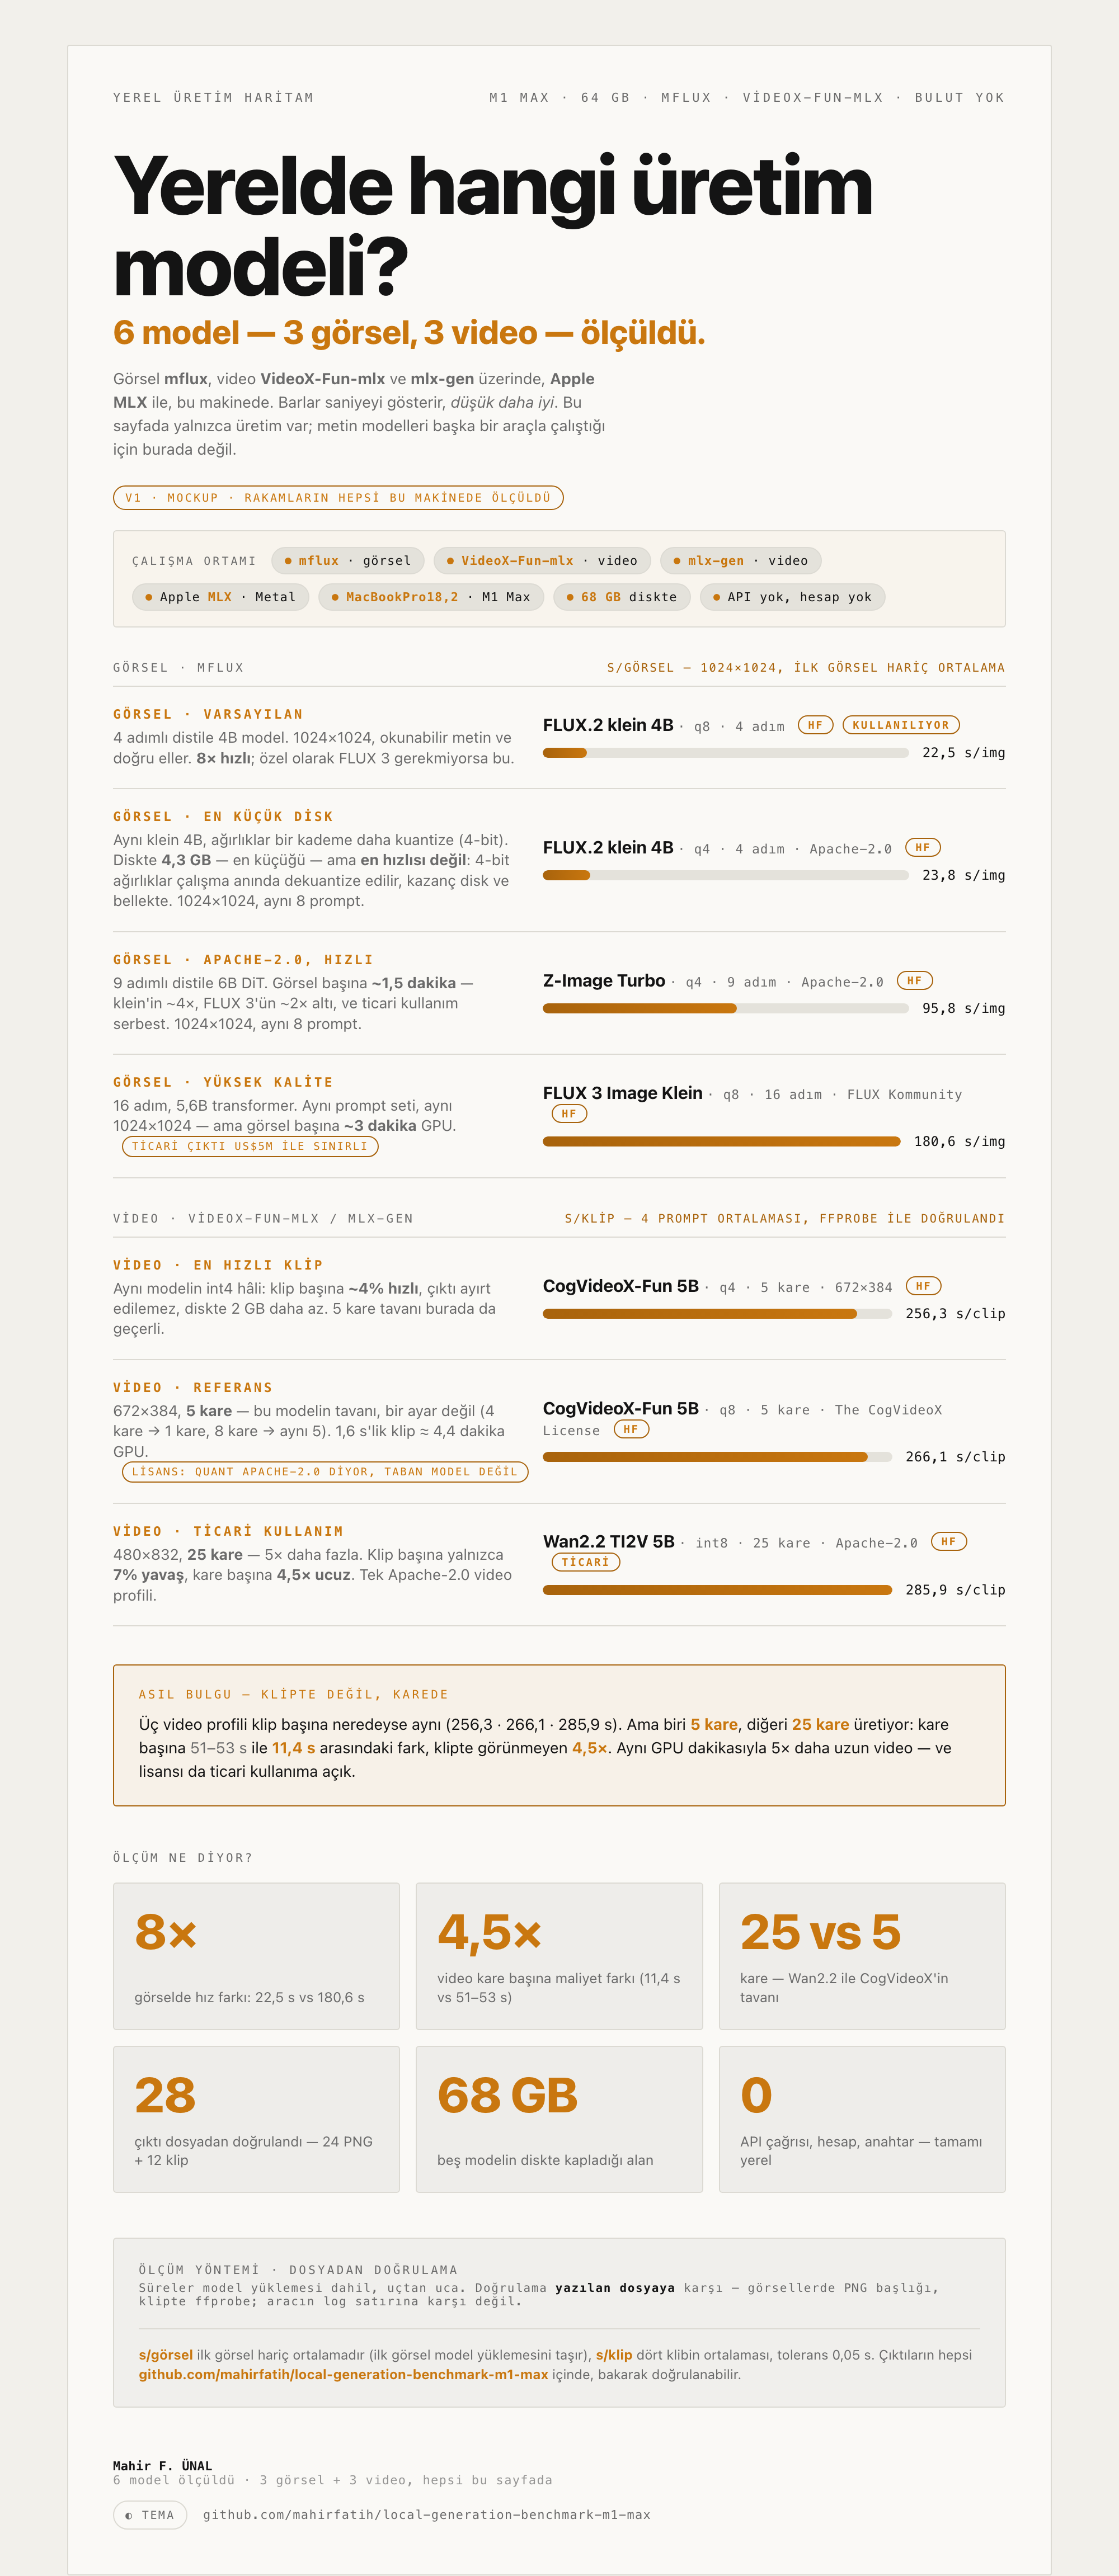 YEREL ÜRETİM HARİTAM
M1 MAX · 64 GB · MFLUX · VİDEOX-FUN-MLX · BULUT YOK
Yerelde hangi üretim
modeli?
6 model — 3 görsel, 3 video — ölçüldü.
Görsel mflux, video VideoX-Fun-mlx ve mlx-gen üzerinde, Apple
MLX ile, bu makinede. Barlar saniyeyi gösterir, düşük daha iyi. Bu
sayfada yalnızca üretim var; metin modelleri başka bir araçla çalıştığı
için burada değil.
V1 · MOCKUP · RAKAMLARIN HEPSİ BU MAKİNEDE ÖLÇÜLDÜ
ÇALIŞMA ORTAMI ● mflux · görsel ● VideoX-Fun-mlx · video ● mlx-gen · video
● Apple MLX · Metal ● MacBookPro18,2 · M1 Max ● 68 GB diskte ● API yok, hesap yok
GÖRSEL · MFLUX
S/GÖRSEL — 1024×1024, İLK GÖRSEL HARİÇ ORTALAMA
GÖRSEL · VARSAYILAN
4 adımlı distile 4B model. 1024×1024, okunabilir metin ve
doğru eller. 8× hızlı; özel olarak FLUX 3 gerekmiyorsa bu.
FLUX.2 klein 4B · q8 · 4 adım HF KULLANILIYOR
22,5 s/img
GÖRSEL · EN KÜÇÜK DİSK
Aynı klein 4B, ağırlıklar bir kademe daha kuantize (4-bit).
Diskte 4,3 GB — en küçüğü — ama en hızlısı değil: 4-bit
ağırlıklar çalışma anında dekuantize edilir, kazanç disk ve
bellekte. 1024×1024, aynı 8 prompt.
FLUX.2 klein 4B · q4 · 4 adım · Apache-2.0 HF
23,8 s/img
GÖRSEL · APACHE-2.0, HIZLI
9 adımlı distile 6B DiT. Görsel başına ~1,5 dakika —
klein'in ~4×, FLUX 3'ün ~2× altı, ve ticari kullanım
serbest. 1024×1024, aynı 8 prompt.
Z-Image Turbo · q4 · 9 adım · Apache-2.0 HF
95,8 s/img
GÖRSEL · YÜKSEK KALİTE
16 adım, 5,6B transformer. Aynı prompt seti, aynı
1024×1024 — ama görsel başına ~3 dakika GPU.
TİCARİ ÇIKTI US$5M İLE SINIRLI
FLUX 3 Image Klein · q8 · 16 adım · FLUX Kommunity
HF
180,6 s/img
VİDEO · VİDEOX-FUN-MLX / MLX-GEN
S/KLİP — 4 PROMPT ORTALAMASI, FFPROBE İLE DOĞRULANDI
VİDEO · EN HIZLI KLİP
Aynı modelin int4 hâli: klip başına ~4% hızlı, çıktı ayırt
edilemez, diskte 2 GB daha az. 5 kare tavanı burada da
geçerli.
CogVideoX-Fun 5B · q4 · 5 kare · 672×384 HF
256,3 s/clip
VİDEO · REFERANS
672×384, 5 kare — bu modelin tavanı, bir ayar değil (4
kare → 1 kare, 8 kare → aynı 5). 1,6 s'lik klip ≈ 4,4 dakika
GPU.
LİSANS: QUANT APACHE-2.0 DİYOR, TABAN MODEL DEĞİL
CogVideoX-Fun 5B · q8 · 5 kare · The CogVideoX
License HF
266,1 s/clip
VİDEO · TİCARİ KULLANIM
480×832, 25 kare — 5× daha fazla. Klip başına yalnızca
7% yavaş, kare başına 4,5× ucuz. Tek Apache-2.0 video
profili.
Wan2.2 TI2V 5B · int8 · 25 kare · Apache-2.0 HF
TİCARİ
285,9 s/clip
ASIL BULGU — KLİPTE DEĞİL, KAREDE
Üç video profili klip başına neredeyse aynı (256,3 · 266,1 · 285,9 s). Ama biri 5 kare, diğeri 25 kare üretiyor: kare
başına 51–53 s ile 11,4 s arasındaki fark, klipte görünmeyen 4,5×. Aynı GPU dakikasıyla 5× daha uzun video — ve
lisansı da ticari kullanıma açık.
ÖLÇÜM NE DİYOR?
8×
görselde hız farkı: 22,5 s vs 180,6 s
4,5×
video kare başına maliyet farkı (11,4 s
vs 51–53 s)
25 vs 5
kare — Wan2.2 ile CogVideoX'in
tavanı
28
çıktı dosyadan doğrulandı — 24 PNG
+ 12 klip
68 GB
beş modelin diskte kapladığı alan
0
API çağrısı, hesap, anahtar — tamamı
yerel
ÖLÇÜM YÖNTEMİ · DOSYADAN DOĞRULAMA
Süreler model yüklemesi dahil, uçtan uca. Doğrulama yazılan dosyaya karşı — görsellerde PNG başlığı,
klipte ffprobe; aracın log satırına karşı değil.
s/görsel ilk görsel hariç ortalamadır (ilk görsel model yüklemesini taşır), s/klip dört klibin ortalaması, tolerans 0,05 s. Çıktıların hepsi
github.com/mahirfatih/local-generation-benchmark-m1-max içinde, bakarak doğrulanabilir.
Mahir F. ÜNAL
6 model ölçüldü · 3 görsel + 3 video, hepsi bu sayfada
◐ TEMA github.com/mahirfatih/local-generation-benchmark-m1-max